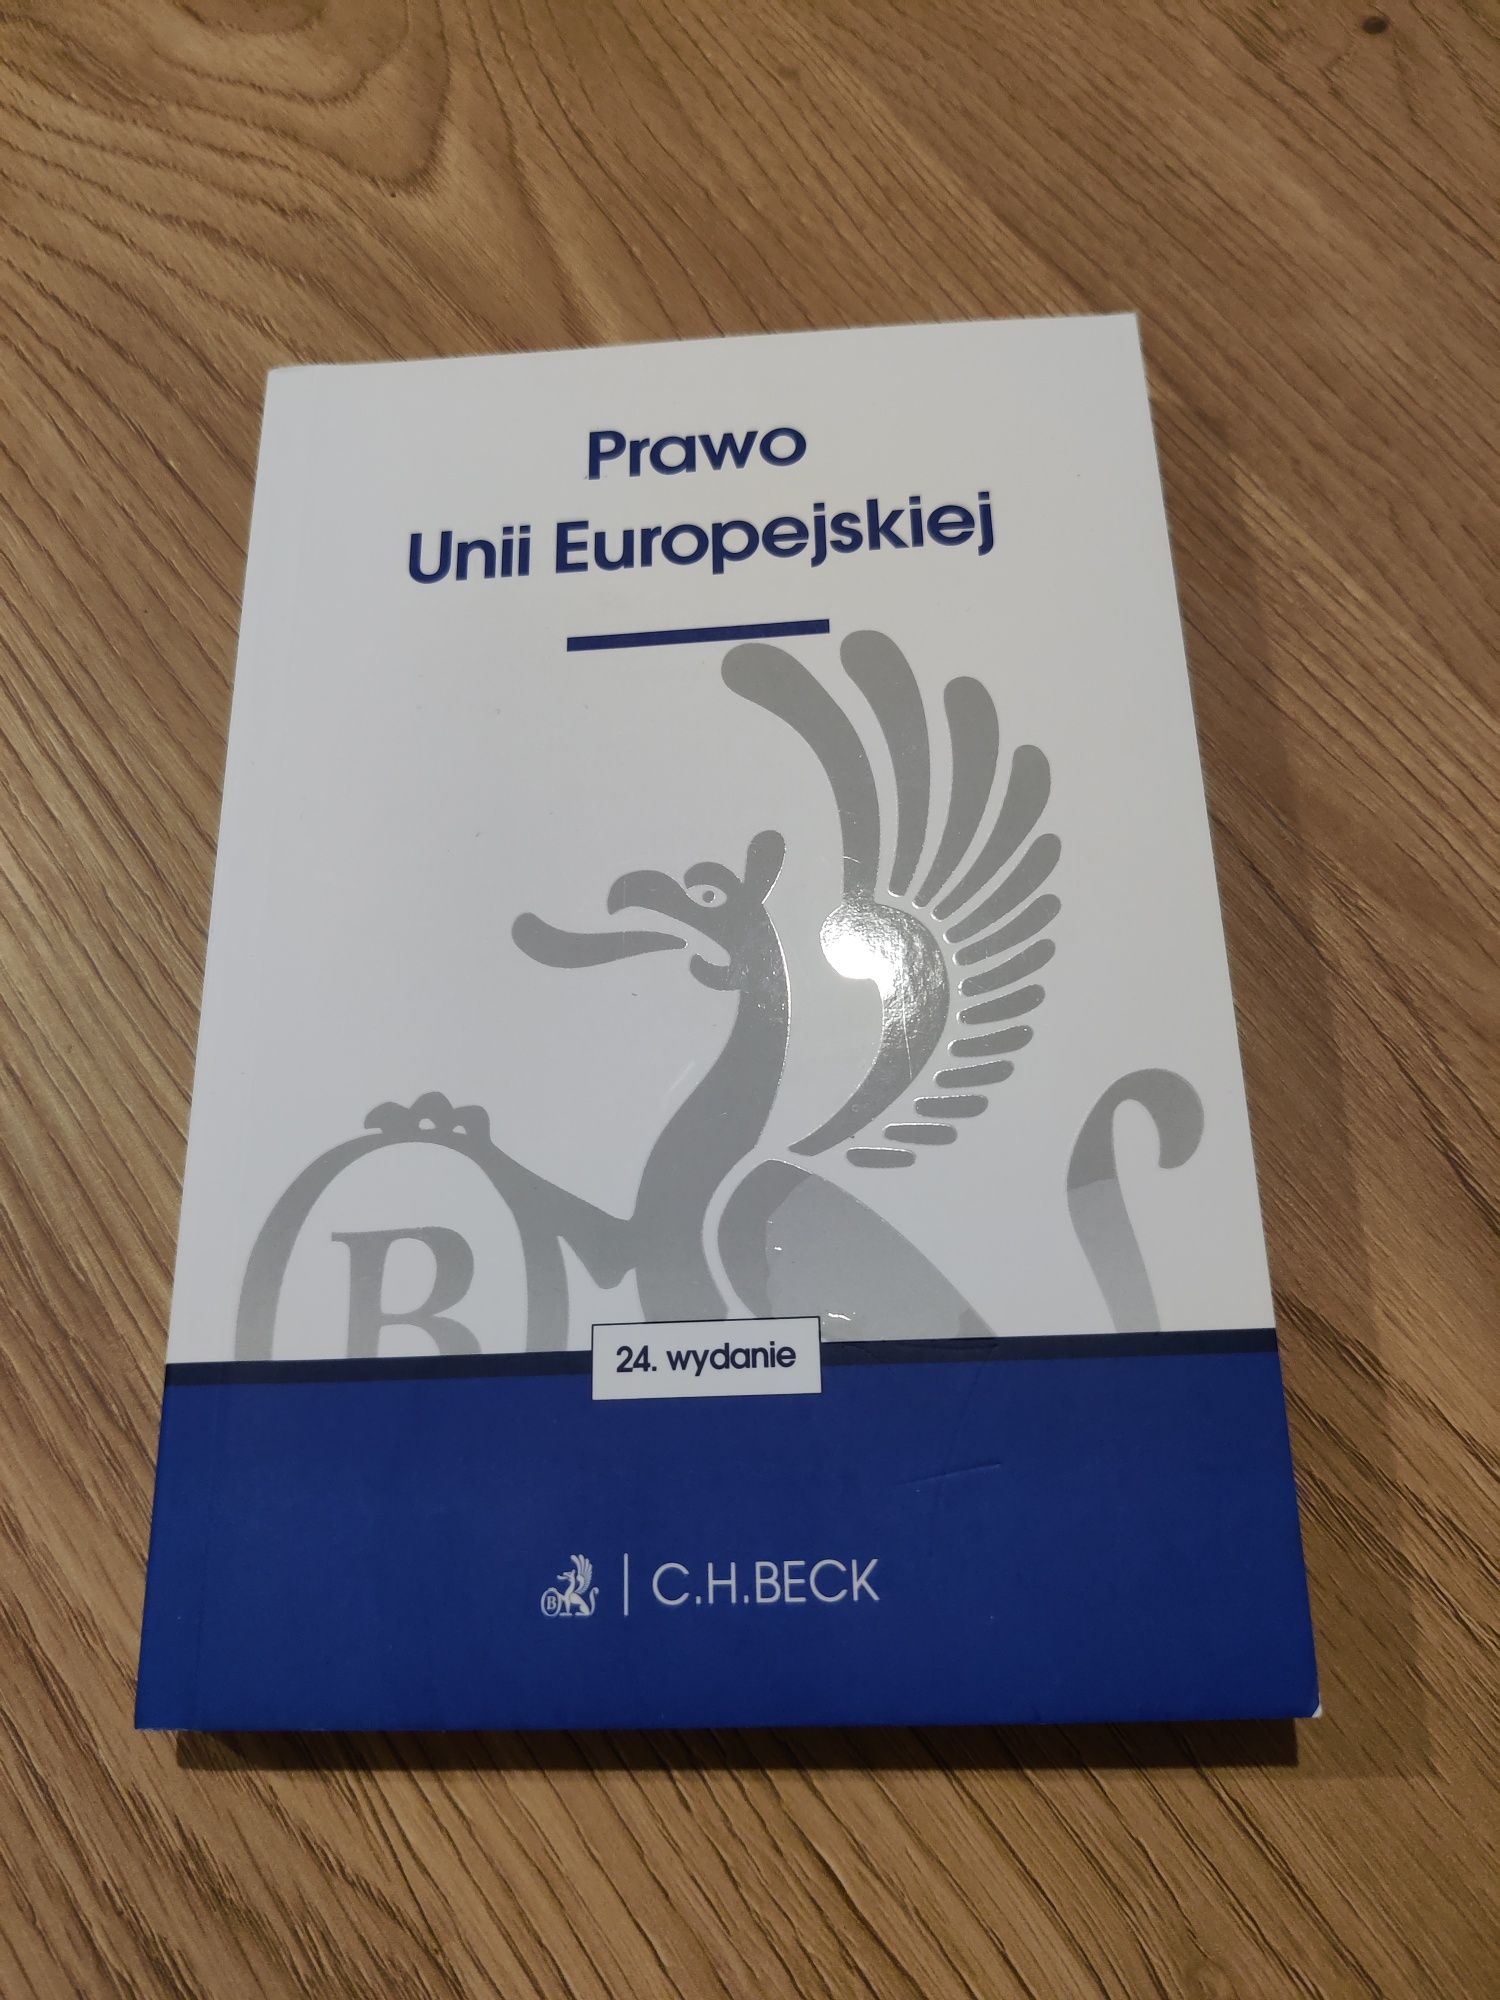 Prawo
Unii Europejskiej
B
24. wydanie
B | C.H.BECK